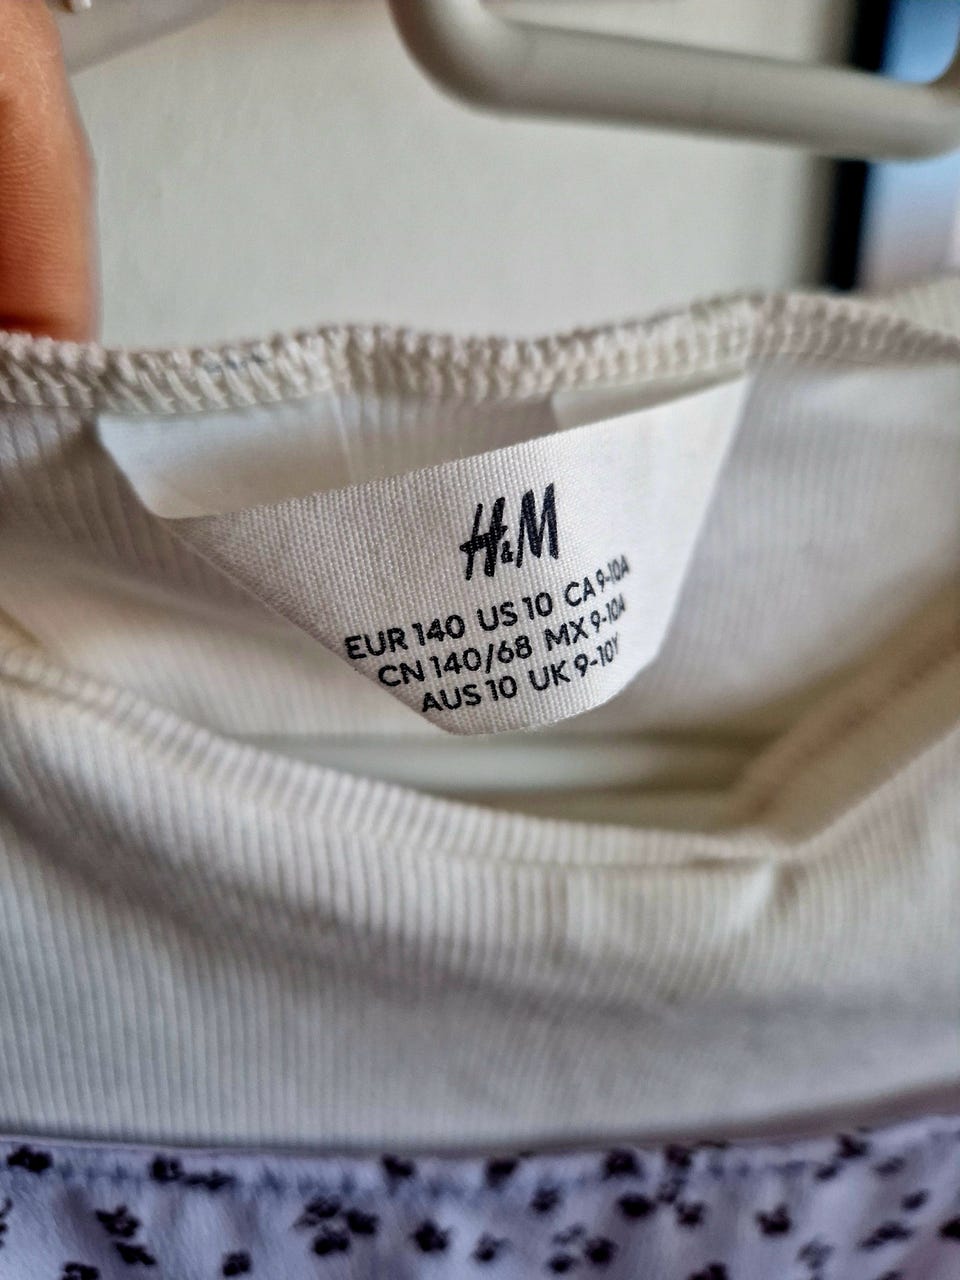 H&M
EUR 140 US 10 CA 9-10A
CN 140/68 MX 9-10A
AUS 10 UK 9-10Y